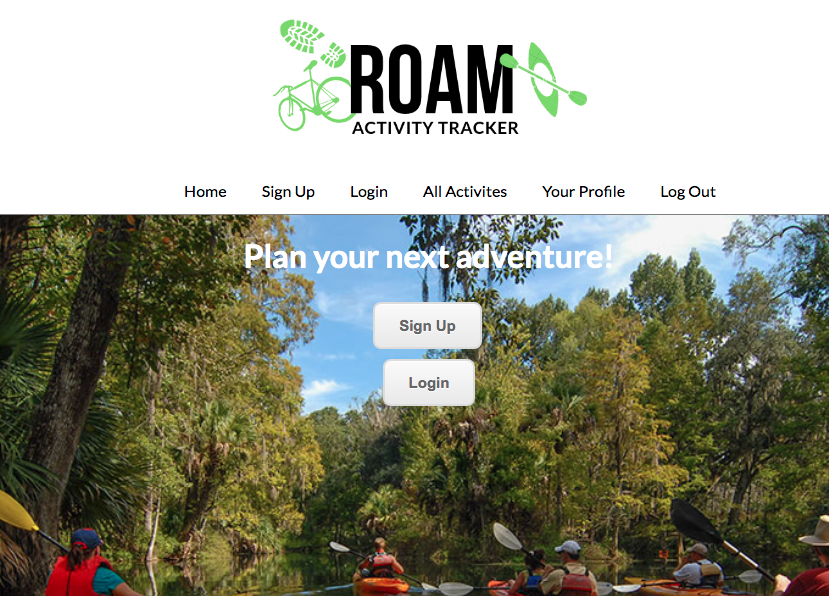 ROAM
ACTIVITY TRACKER
Home Sign Up Login All Activites Your Profile Log Out
Plan your next adventure!
Sign Up
Login